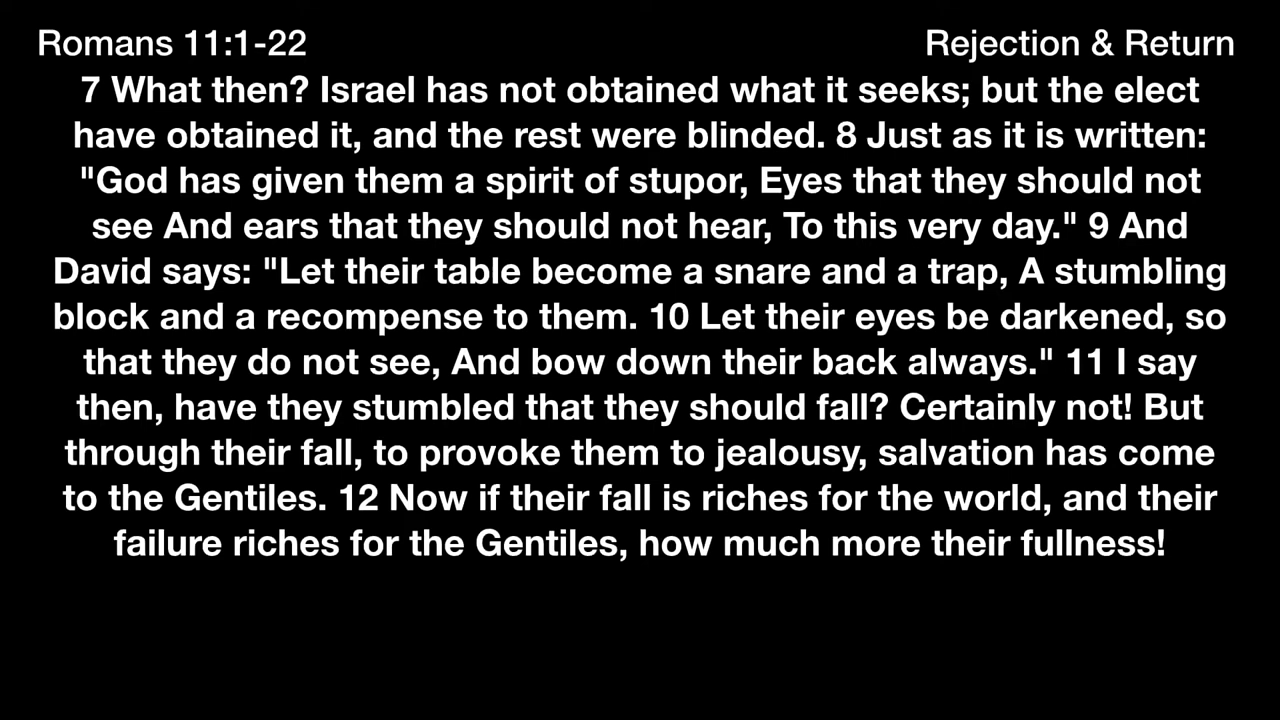 Romans 11:1-22
Rejection & Return
7 What then? Israel has not obtained what it seeks; but the elect
have obtained it, and the rest were blinded. 8 Just as it is written:
"God has given them a spirit of stupor, Eyes that they should not
see And ears that they should not hear, To this very day." 9 And
David says: "Let their table become a snare and a trap, A stumbling
block and a recompense to them. 10 Let their eyes be darkened, so
that they do not see, And bow down their back always." 11 I say
then, have they stumbled that they should fall? Certainly not! But
through their fall, to provoke them to jealousy, salvation has come
to the Gentiles. 12 Now if their fall is riches for the world, and their
failure riches for the Gentiles, how much more their fullness!